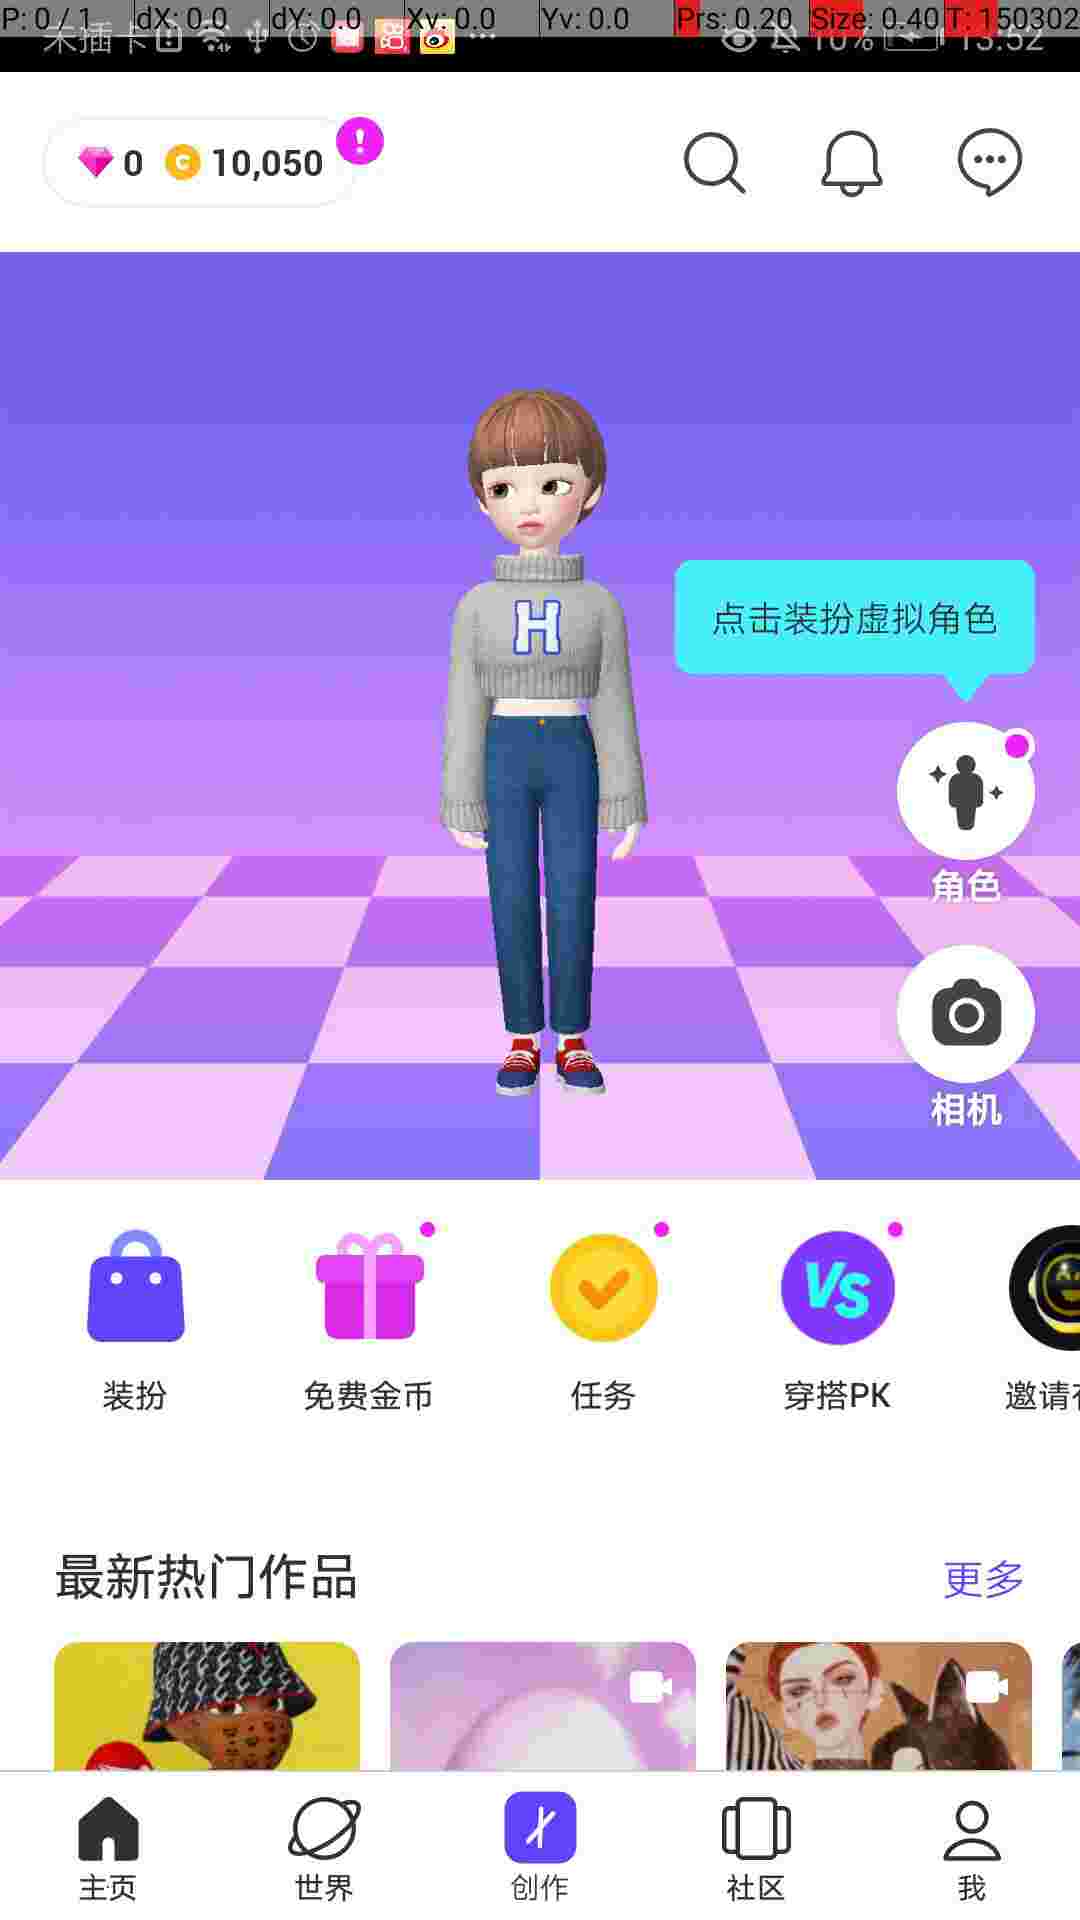 P: 0 / 1 dX: 0.0 dY: 0.0 Xv: 0.0 Yv: 0.0 Prs: 0.20 Size: 0.40 T: 150302
未插卡 10% 13:52
0 10,050
H
点击装扮虚拟角色
角色
相机
VS
装扮 免费金币 任务 穿搭PK 邀请
最新热门作品 更多
主页 世界 创作 社区 我